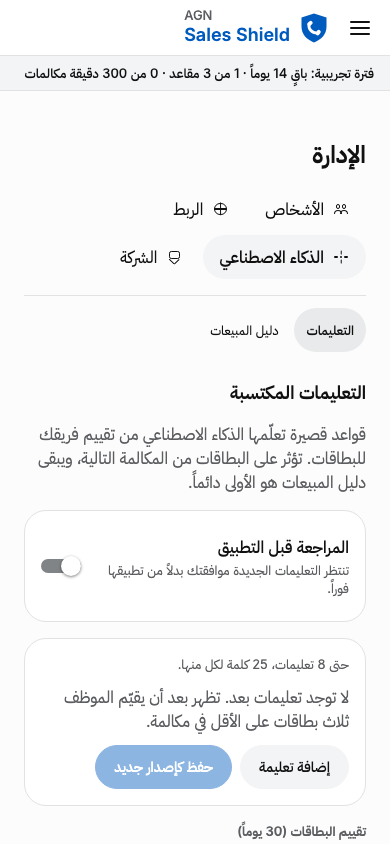 AGN
Sales Shield
فترة تجريبية: باقٍ 14 يوماً · 1 من 3 مقاعد · 0 من 300 دقيقة مكالمات
الإدارة
الأشخاص
الربط
الذكاء الاصطناعي
الشركة
التعليمات
دليل المبيعات
التعليمات المكتسبة
قواعد قصيرة تعلّمها الذكاء الاصطناعي من تقييم فريقك
للبطاقات. تؤثر على البطاقات من المكالمة التالية، ويبقى
دليل المبيعات هو الأولى دائماً.
المراجعة قبل التطبيق
تنتظر التعليمات الجديدة موافقتك بدلاً من تطبيقها
فوراً.
حتى 8 تعليمات، 25 كلمة لكل منها.
لا توجد تعليمات بعد. تظهر بعد أن يقيّم الموظف
ثلاث بطاقات على الأقل في مكالمة.
إضافة تعليمة
حفظ كإصدار جديد
تقييم البطاقات (30 يوماً)